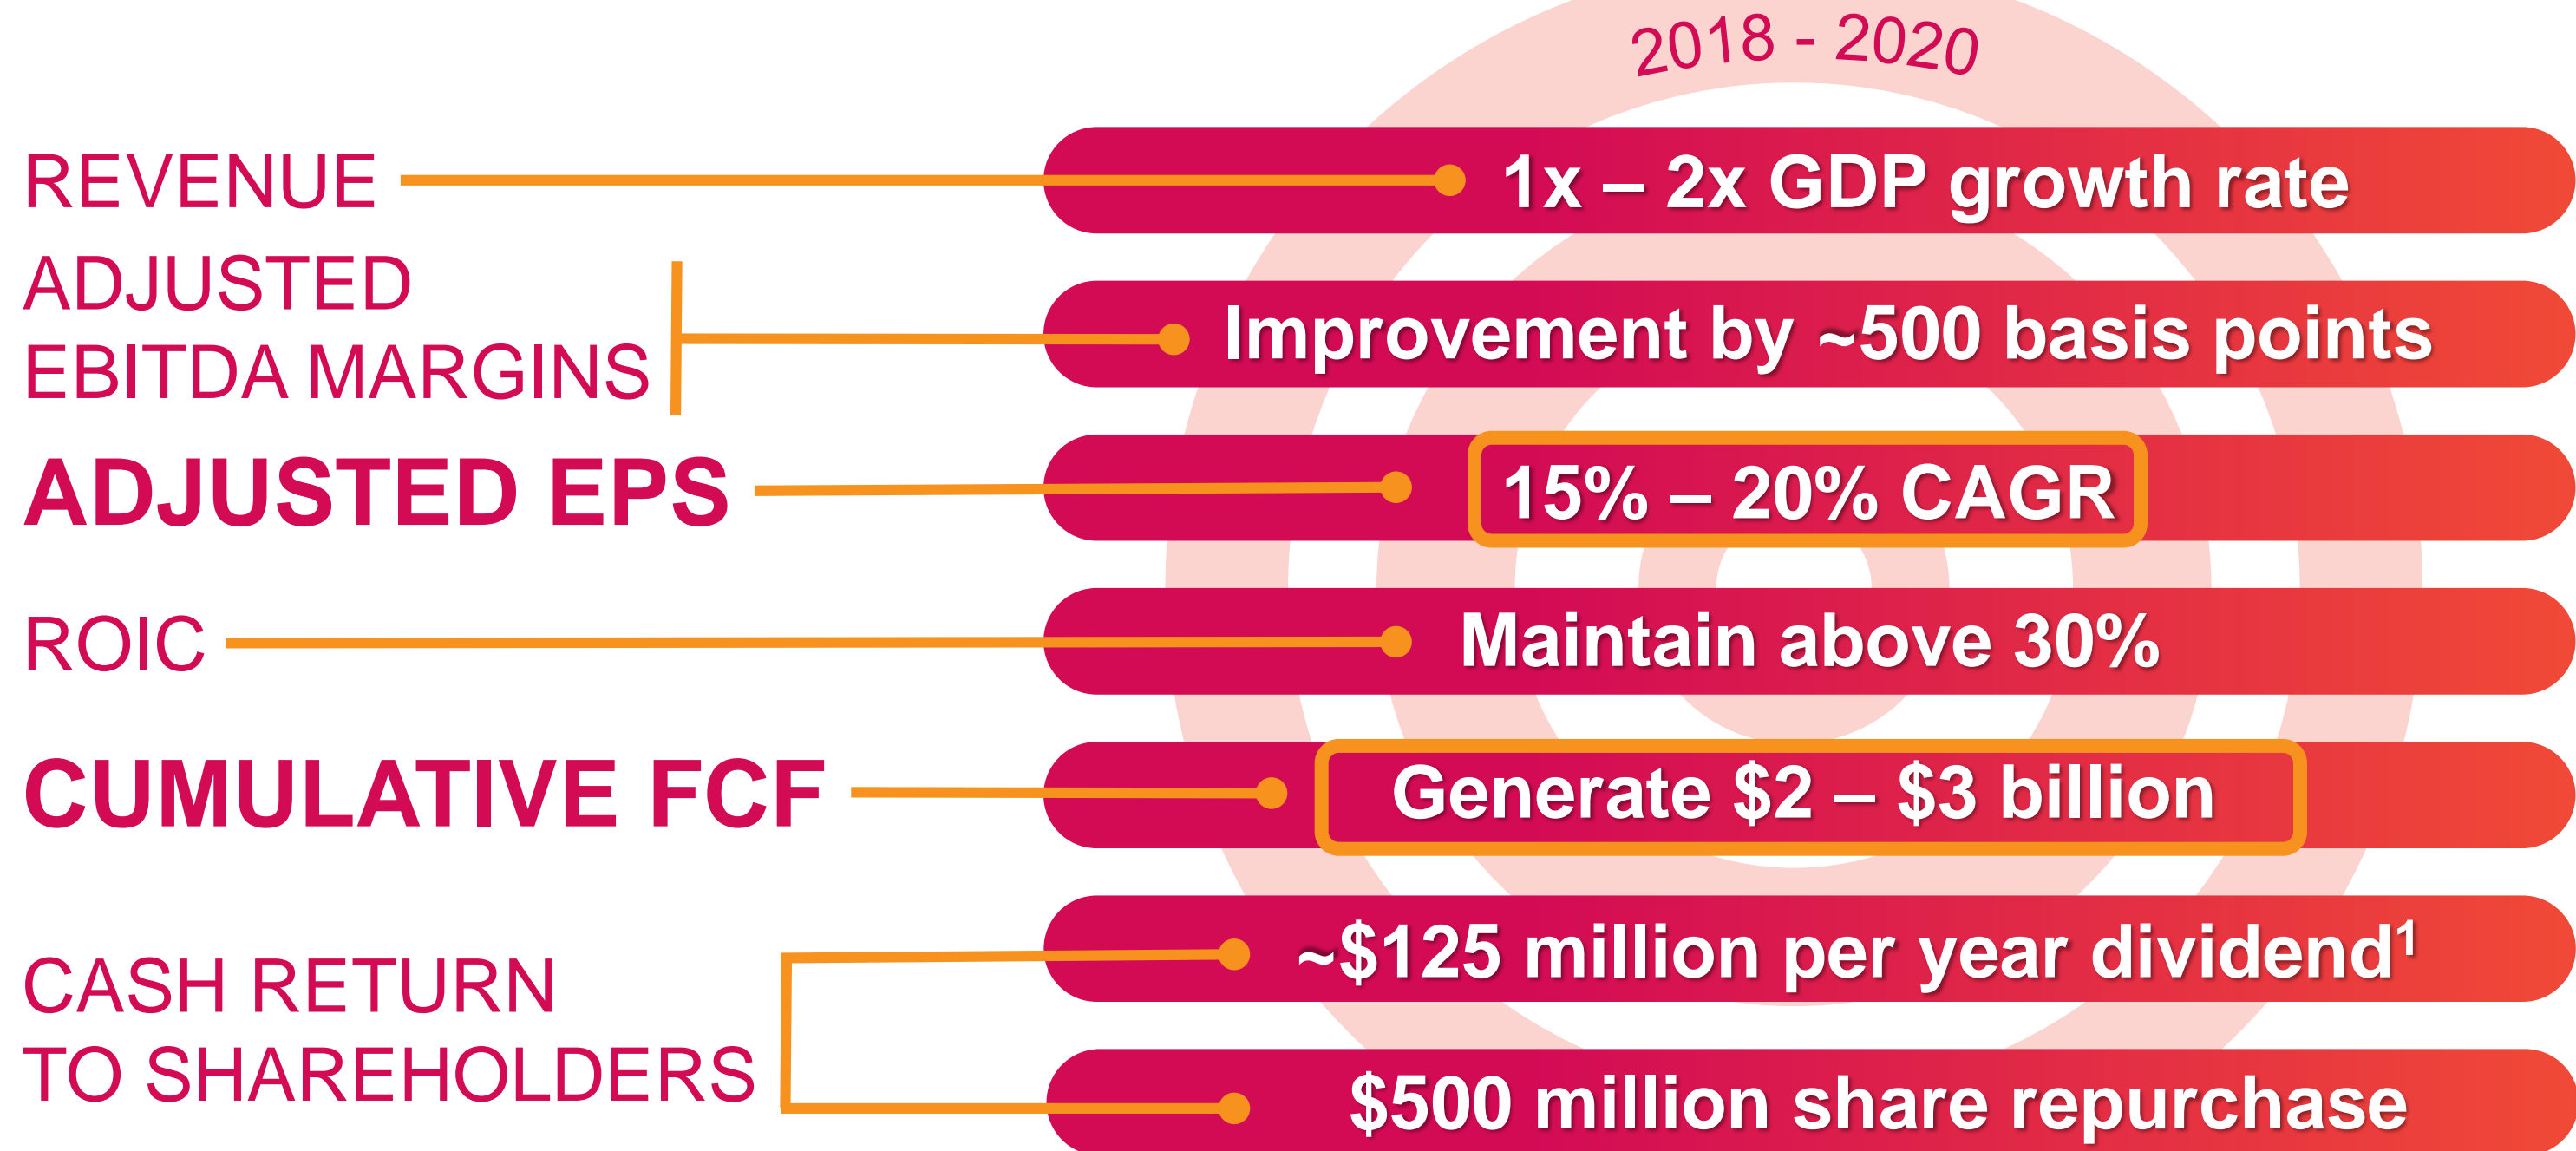 2018 - 2020
REVENUE
1x – 2x GDP growth rate
ADJUSTED
EBITDA MARGINS
Improvement by ~500 basis points
ADJUSTED EPS
15% – 20% CAGR
ROIC
Maintain above 30%
CUMULATIVE FCF
Generate $2 – $3 billion
CASH RETURN
TO SHAREHOLDERS
~$125 million per year dividend¹
$500 million share repurchase